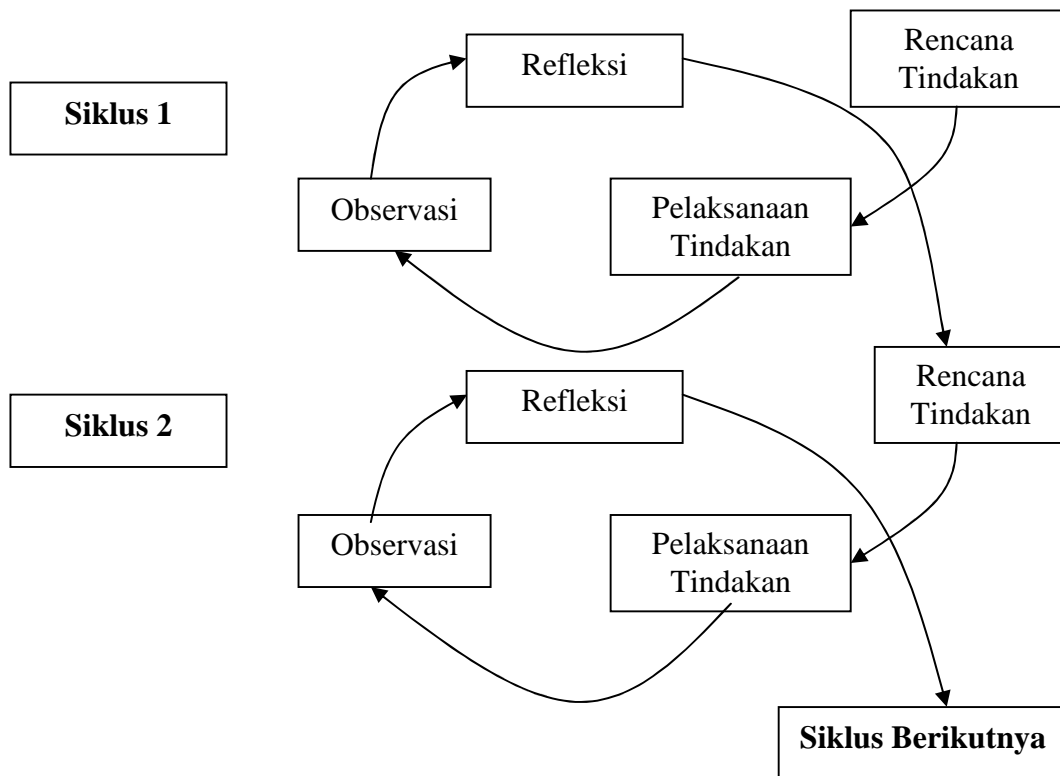 Rencana
Tindakan
Refleksi
Siklus 1
Observasi
Pelaksanaan
Tindakan
Rencana
Tindakan
Refleksi
Siklus 2
Observasi
Pelaksanaan
Tindakan
Siklus Berikutnya